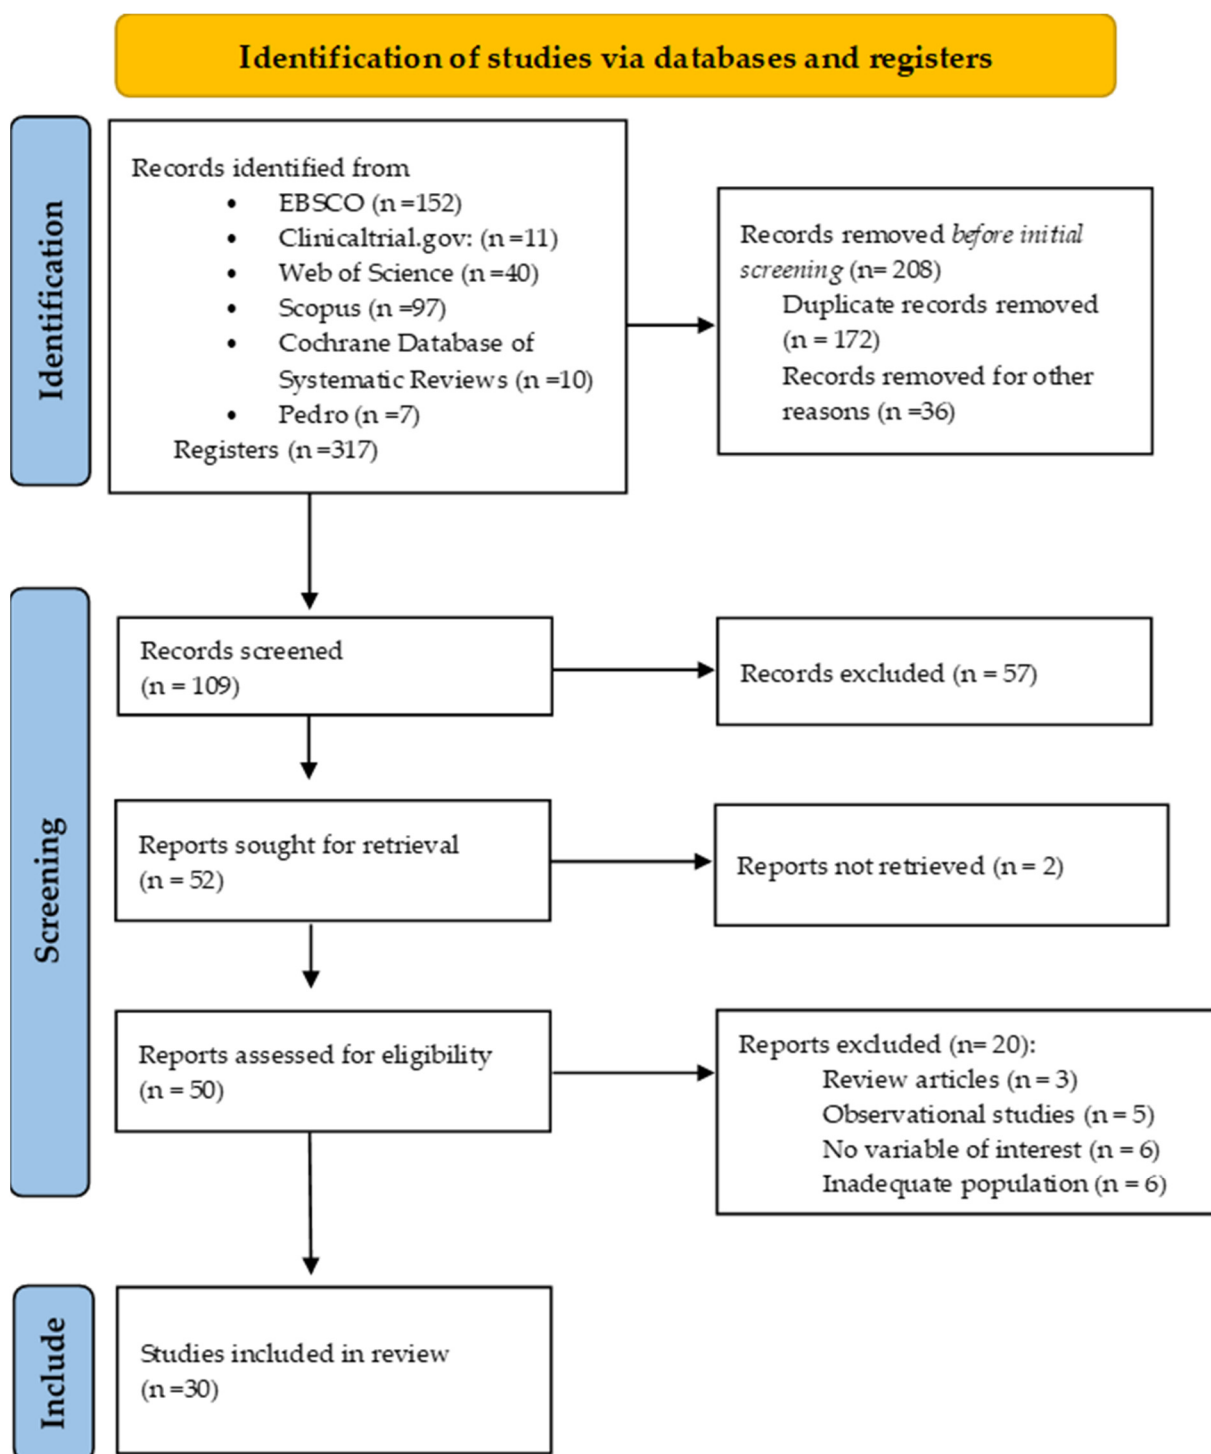 Identification of studies via databases and registers
Identification
Records identified from
• EBSCO (n =152)
• Clinicaltrial.gov: (n =11)
• Web of Science (n =40)
• Scopus (n =97)
• Cochrane Database of
Systematic Reviews (n =10)
• Pedro (n =7)
Registers (n =317)
Records removed before initial
screening (n= 208)
Duplicate records removed
(n = 172)
Records removed for other
reasons (n =36)
Screening
Records screened
(n = 109)
Records excluded (n = 57)
Reports sought for retrieval
(n = 52)
Reports not retrieved (n = 2)
Reports assessed for eligibility
(n = 50)
Reports excluded (n= 20):
Review articles (n = 3)
Observational studies (n = 5)
No variable of interest (n = 6)
Inadequate population (n = 6)
Include
Studies included in review
(n =30)